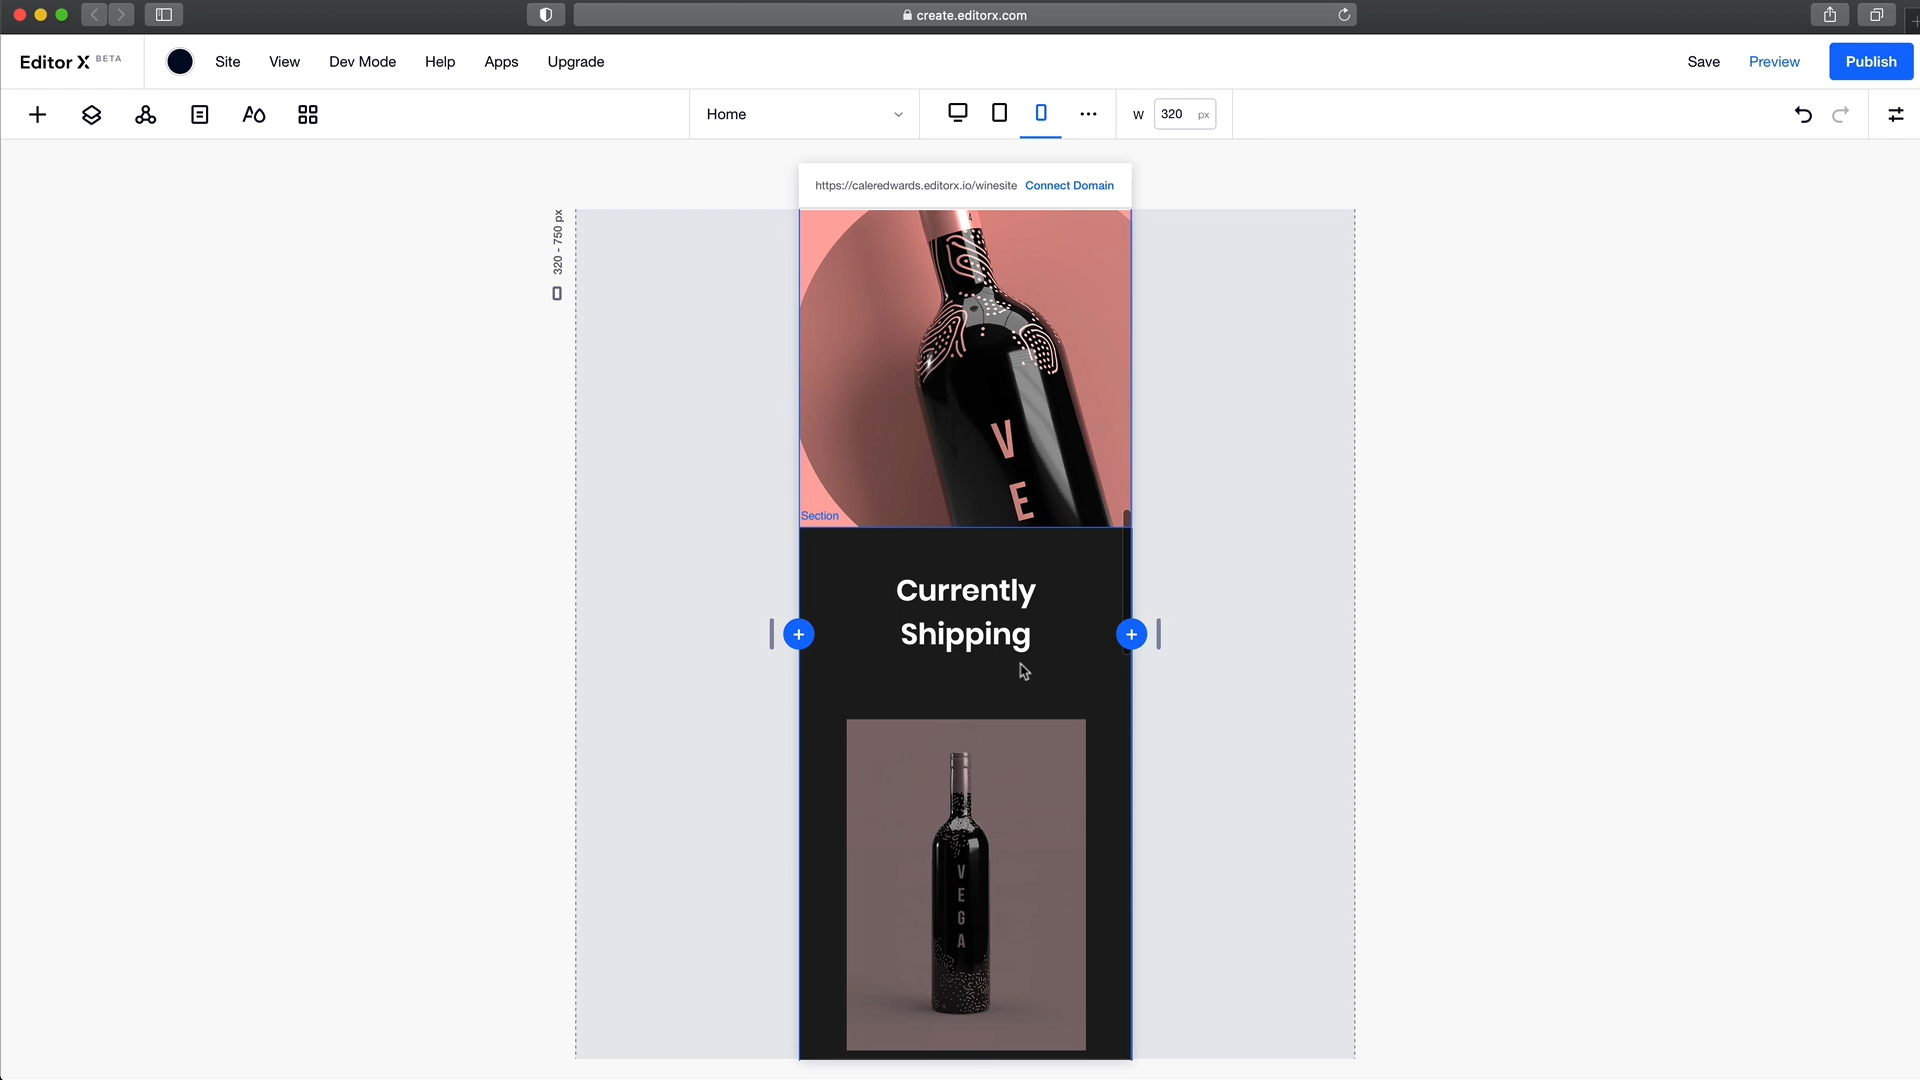 create.editorx.com
Editor X BETA
Site
View
Dev Mode
Help
Apps
Upgrade
Save
Preview
Publish
Home
W
320
px
https://caleredwards.editorx.io/winesite
Connect Domain
320 - 750 px
V
E
Section
Currently
Shipping
V
E
G
A